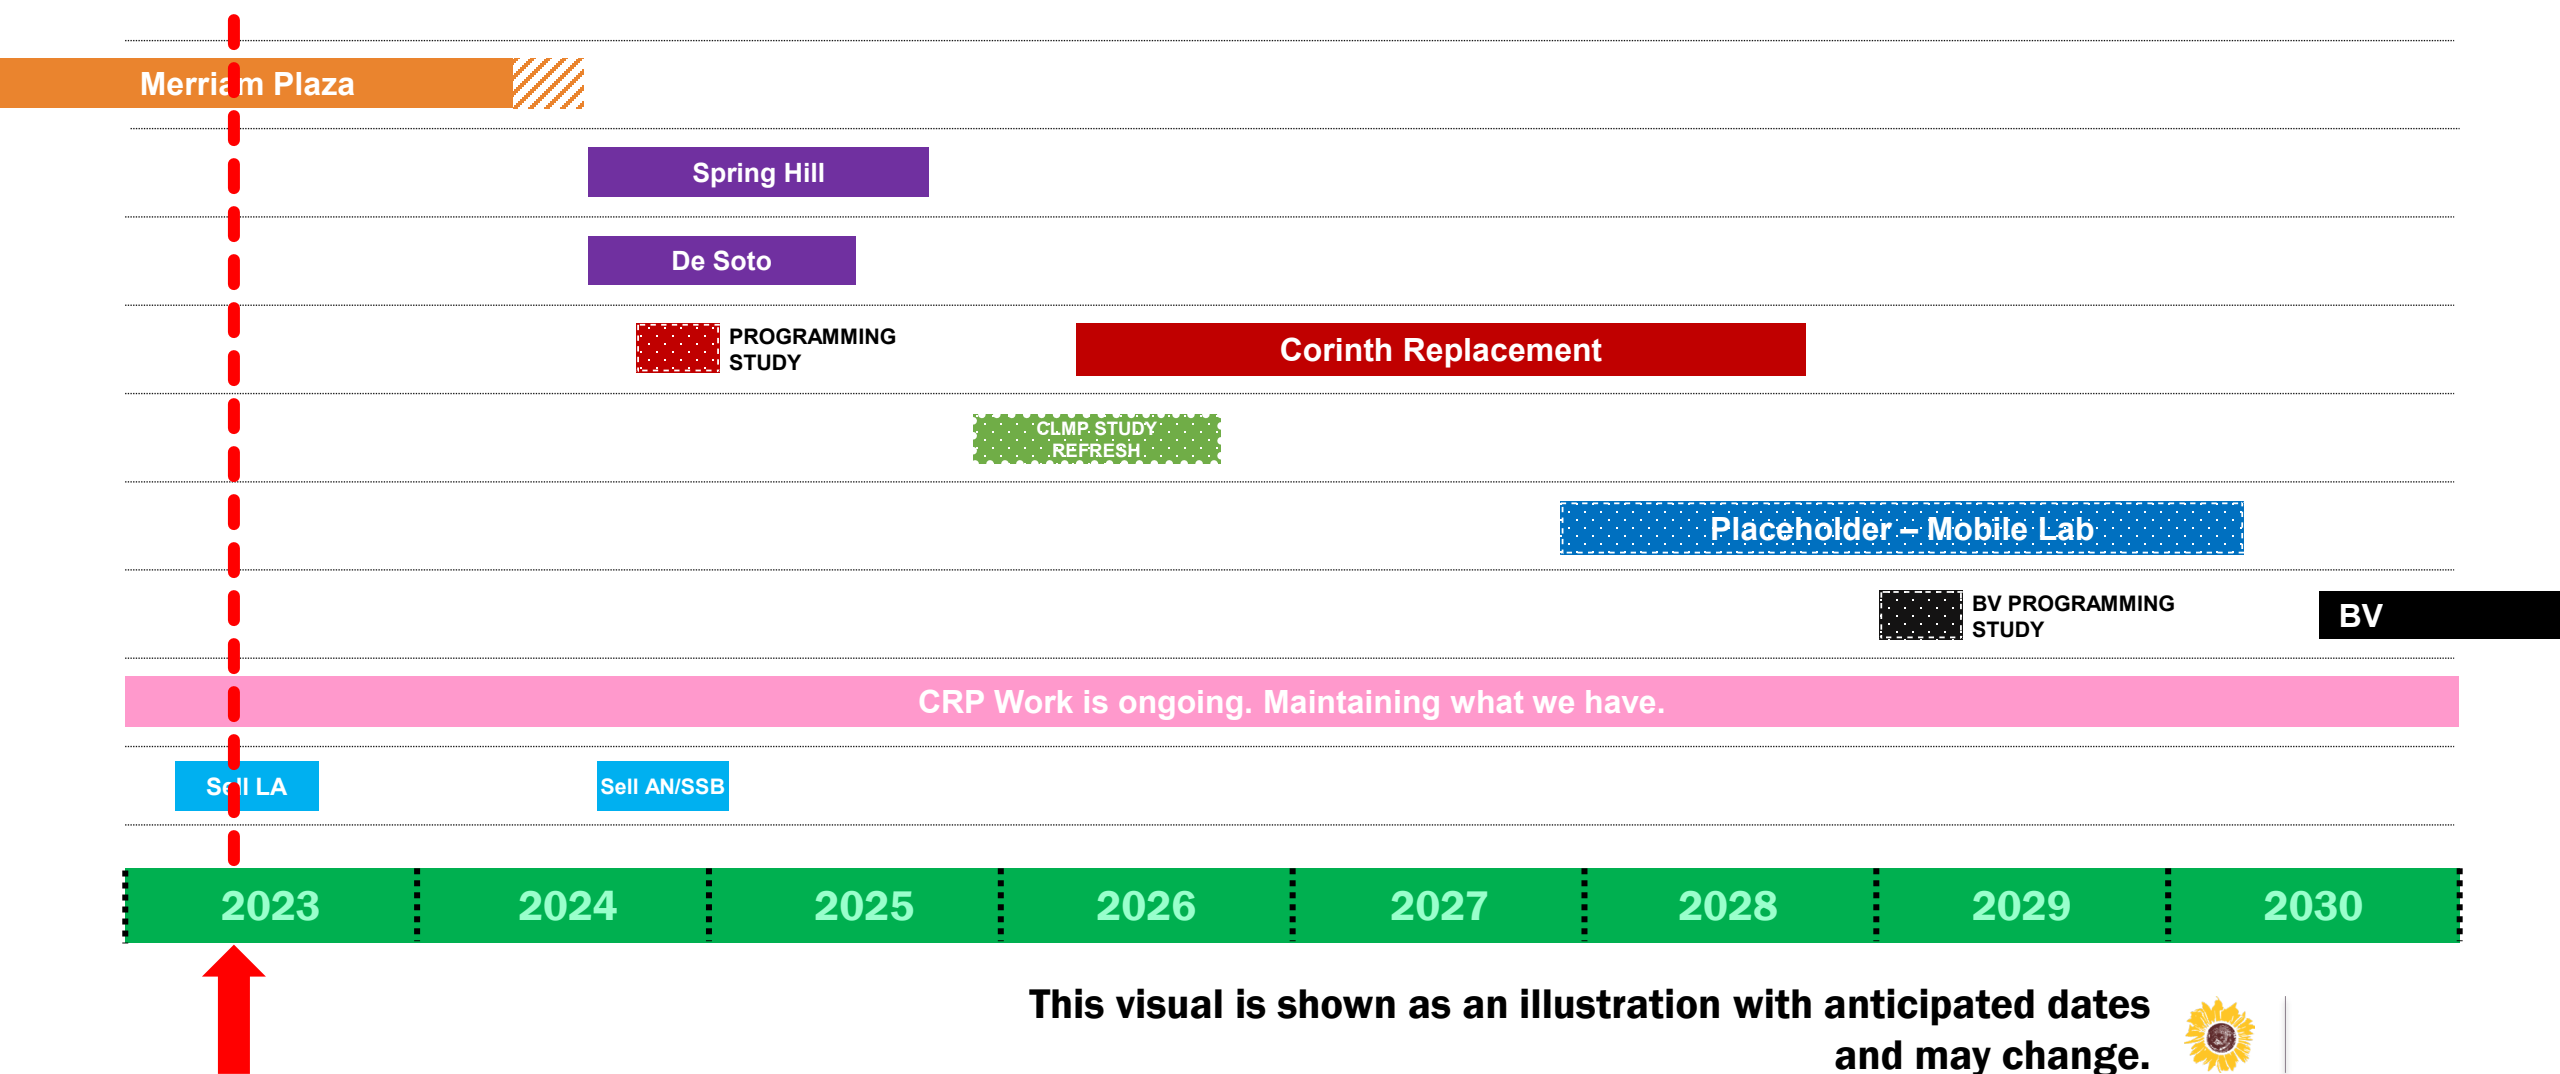 Merriam Plaza
Spring Hill
De Soto
PROGRAMMING
STUDY
Corinth Replacement
CLMP STUDY
REFRESH
Placeholder – Mobile Lab
BV PROGRAMMING
STUDY
BV
CRP Work is ongoing. Maintaining what we have.
Sell LA
Sell AN/SSB
2023
2024
2025
2026
2027
2028
2029
2030
This visual is shown as an illustration with anticipated dates
and may change.